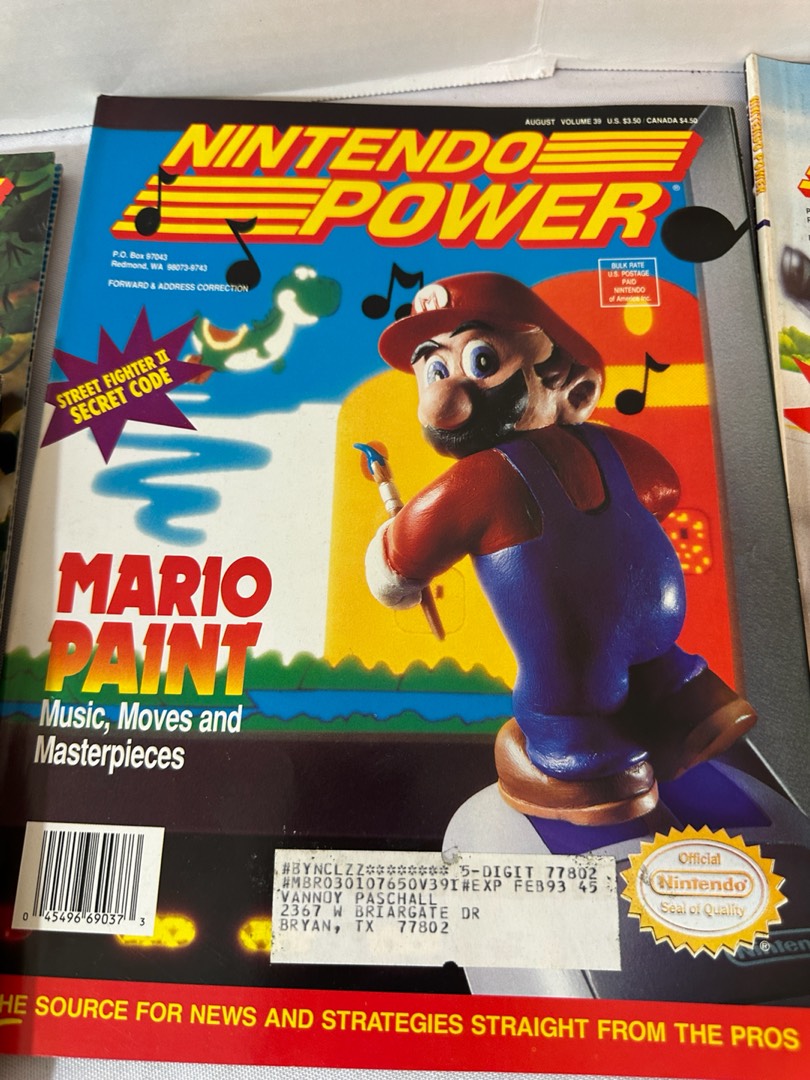 AUGUST VOLUME 39 U.S. $3.50 / CANADA $4.50
NINTENDO
POWER®
P.O. Box 97043
Redmond, WA 98073-9743
FORWARD & ADDRESS CORRECTION
BULK RATE
U.S. POSTAGE
PAID
NINTENDO
of America Inc.
M
STREET FIGHTER II
SECRET CODE
MARIO
PAINT
Music, Moves and
Masterpieces
0 45496 69037 3
#BYNCLZZ******** 5-DIGIT 77802
#MBR030107650V39I#EXP FEB93 45
VANNOY PASCHALL
2367 W BRIARGATE DR
BRYAN, TX 77802
Official
Nintendo
Seal of Quality
®
THE SOURCE FOR NEWS AND STRATEGIES STRAIGHT FROM THE PROS